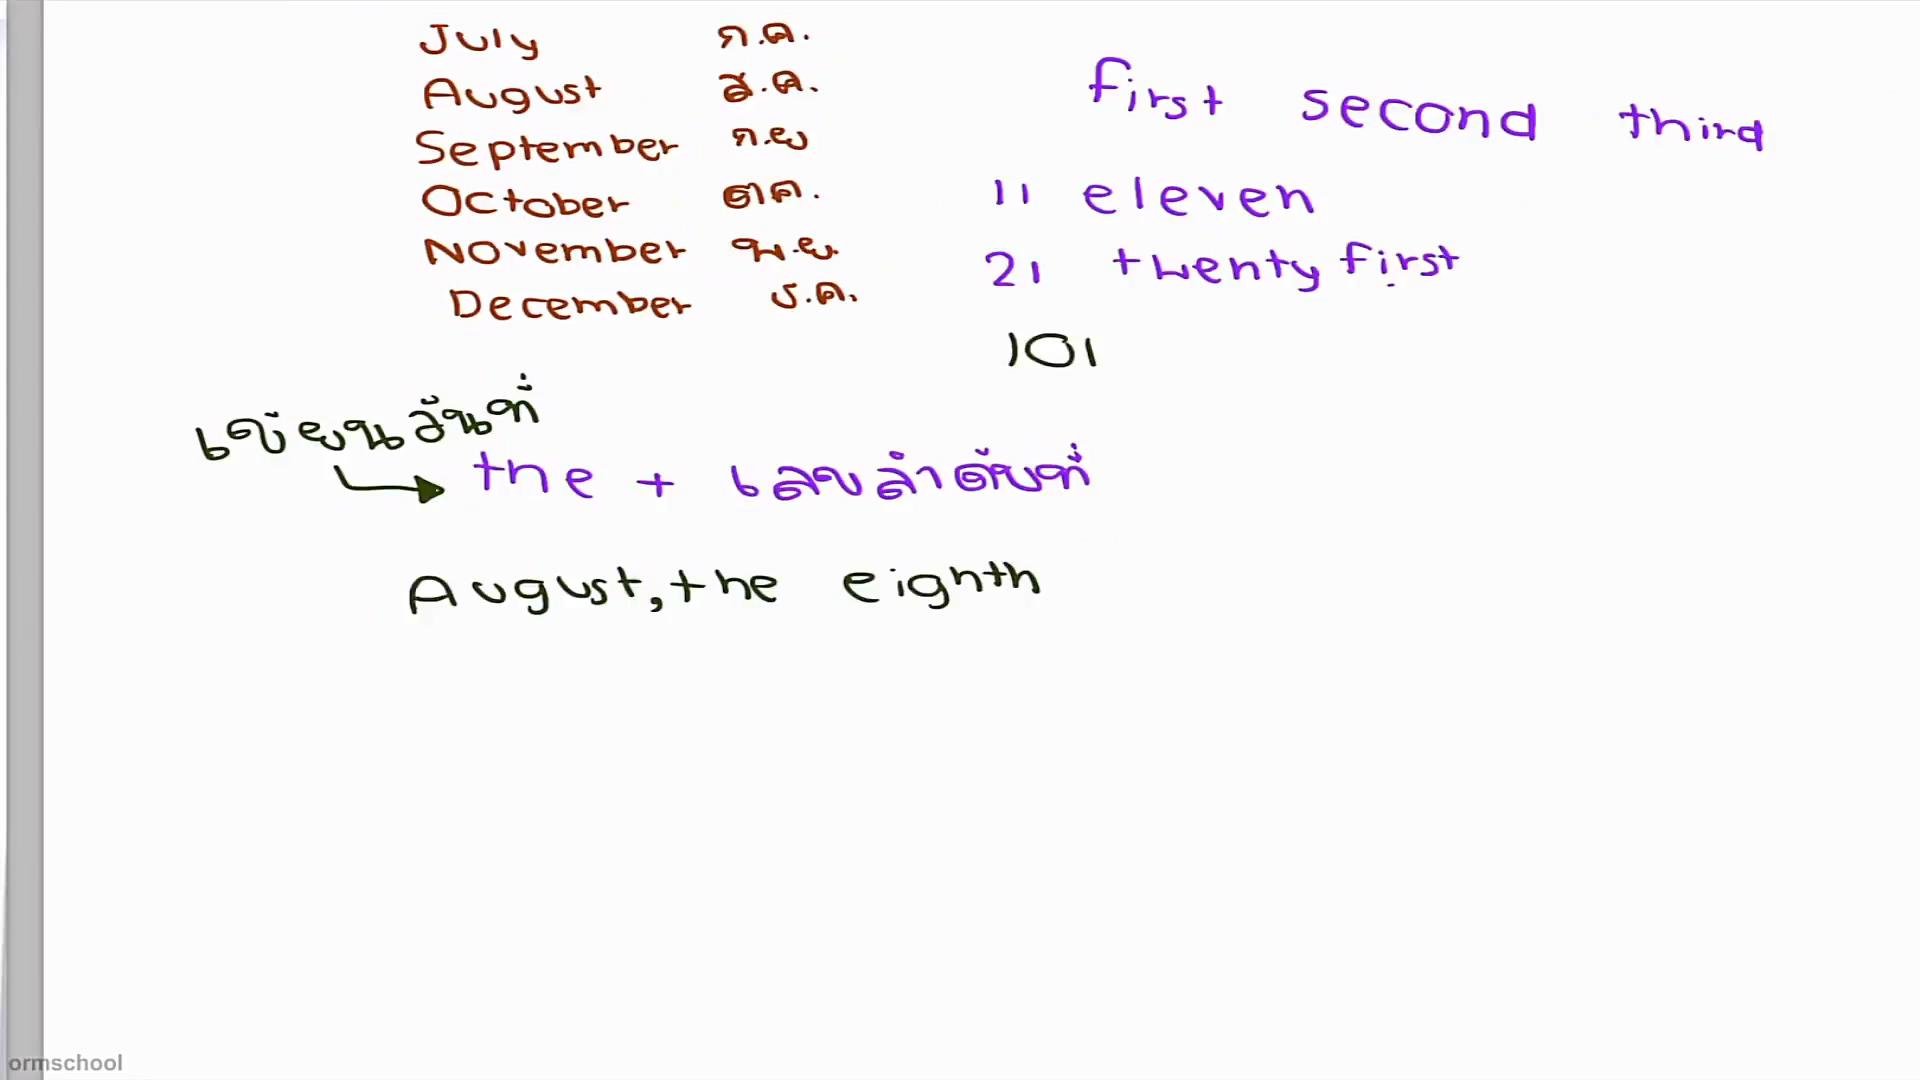 July ก.ค.
August ส.ค.
September ก.ย
October ต.ค.
November พ.ย.
December ธ.ค.
first second third
11 eleven
21 twenty first
101
เขียนวันที่
the + เลขลำดับที่
August, the eighth
ormschool